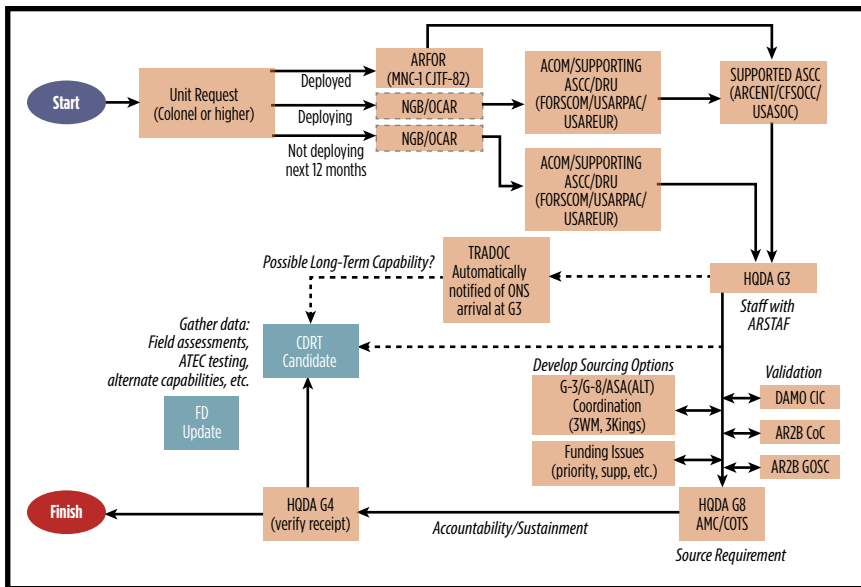 Start
Unit Request
(Colonel or higher)
Deployed
Deploying
Not deploying
next 12 months
ARFOR
(MNC-1 CJTF-82)
NGB/OCAR
NGB/OCAR
ACOM/SUPPORTING
ASCC/DRU
(FORSCOM/USARPAC/
USAREUR)
SUPPORTED ASCC
(ARCENT/CFSOCC/
USASOC)
ACOM/SUPPORTING
ASCC/DRU
(FORSCOM/USARPAC/
USAREUR)
Possible Long-Term Capability?
TRADOC
Automatically
notified of ONS
arrival at G3
HQDA G3
Staff with
ARSTAF
Gather data:
Field assessments,
ATEC testing,
alternate capabilities, etc.
CDRT
Candidate
FD
Update
Develop Sourcing Options
G-3/G-8/ASA(ALT)
Coordination
(3WM, 3Kings)
Funding Issues
(priority, supp, etc.)
Validation
DAMO CIC
AR2B CoC
AR2B GOSC
Finish
HQDA G4
(verify receipt)
Accountability/Sustainment
HQDA G8
AMC/COTS
Source Requirement